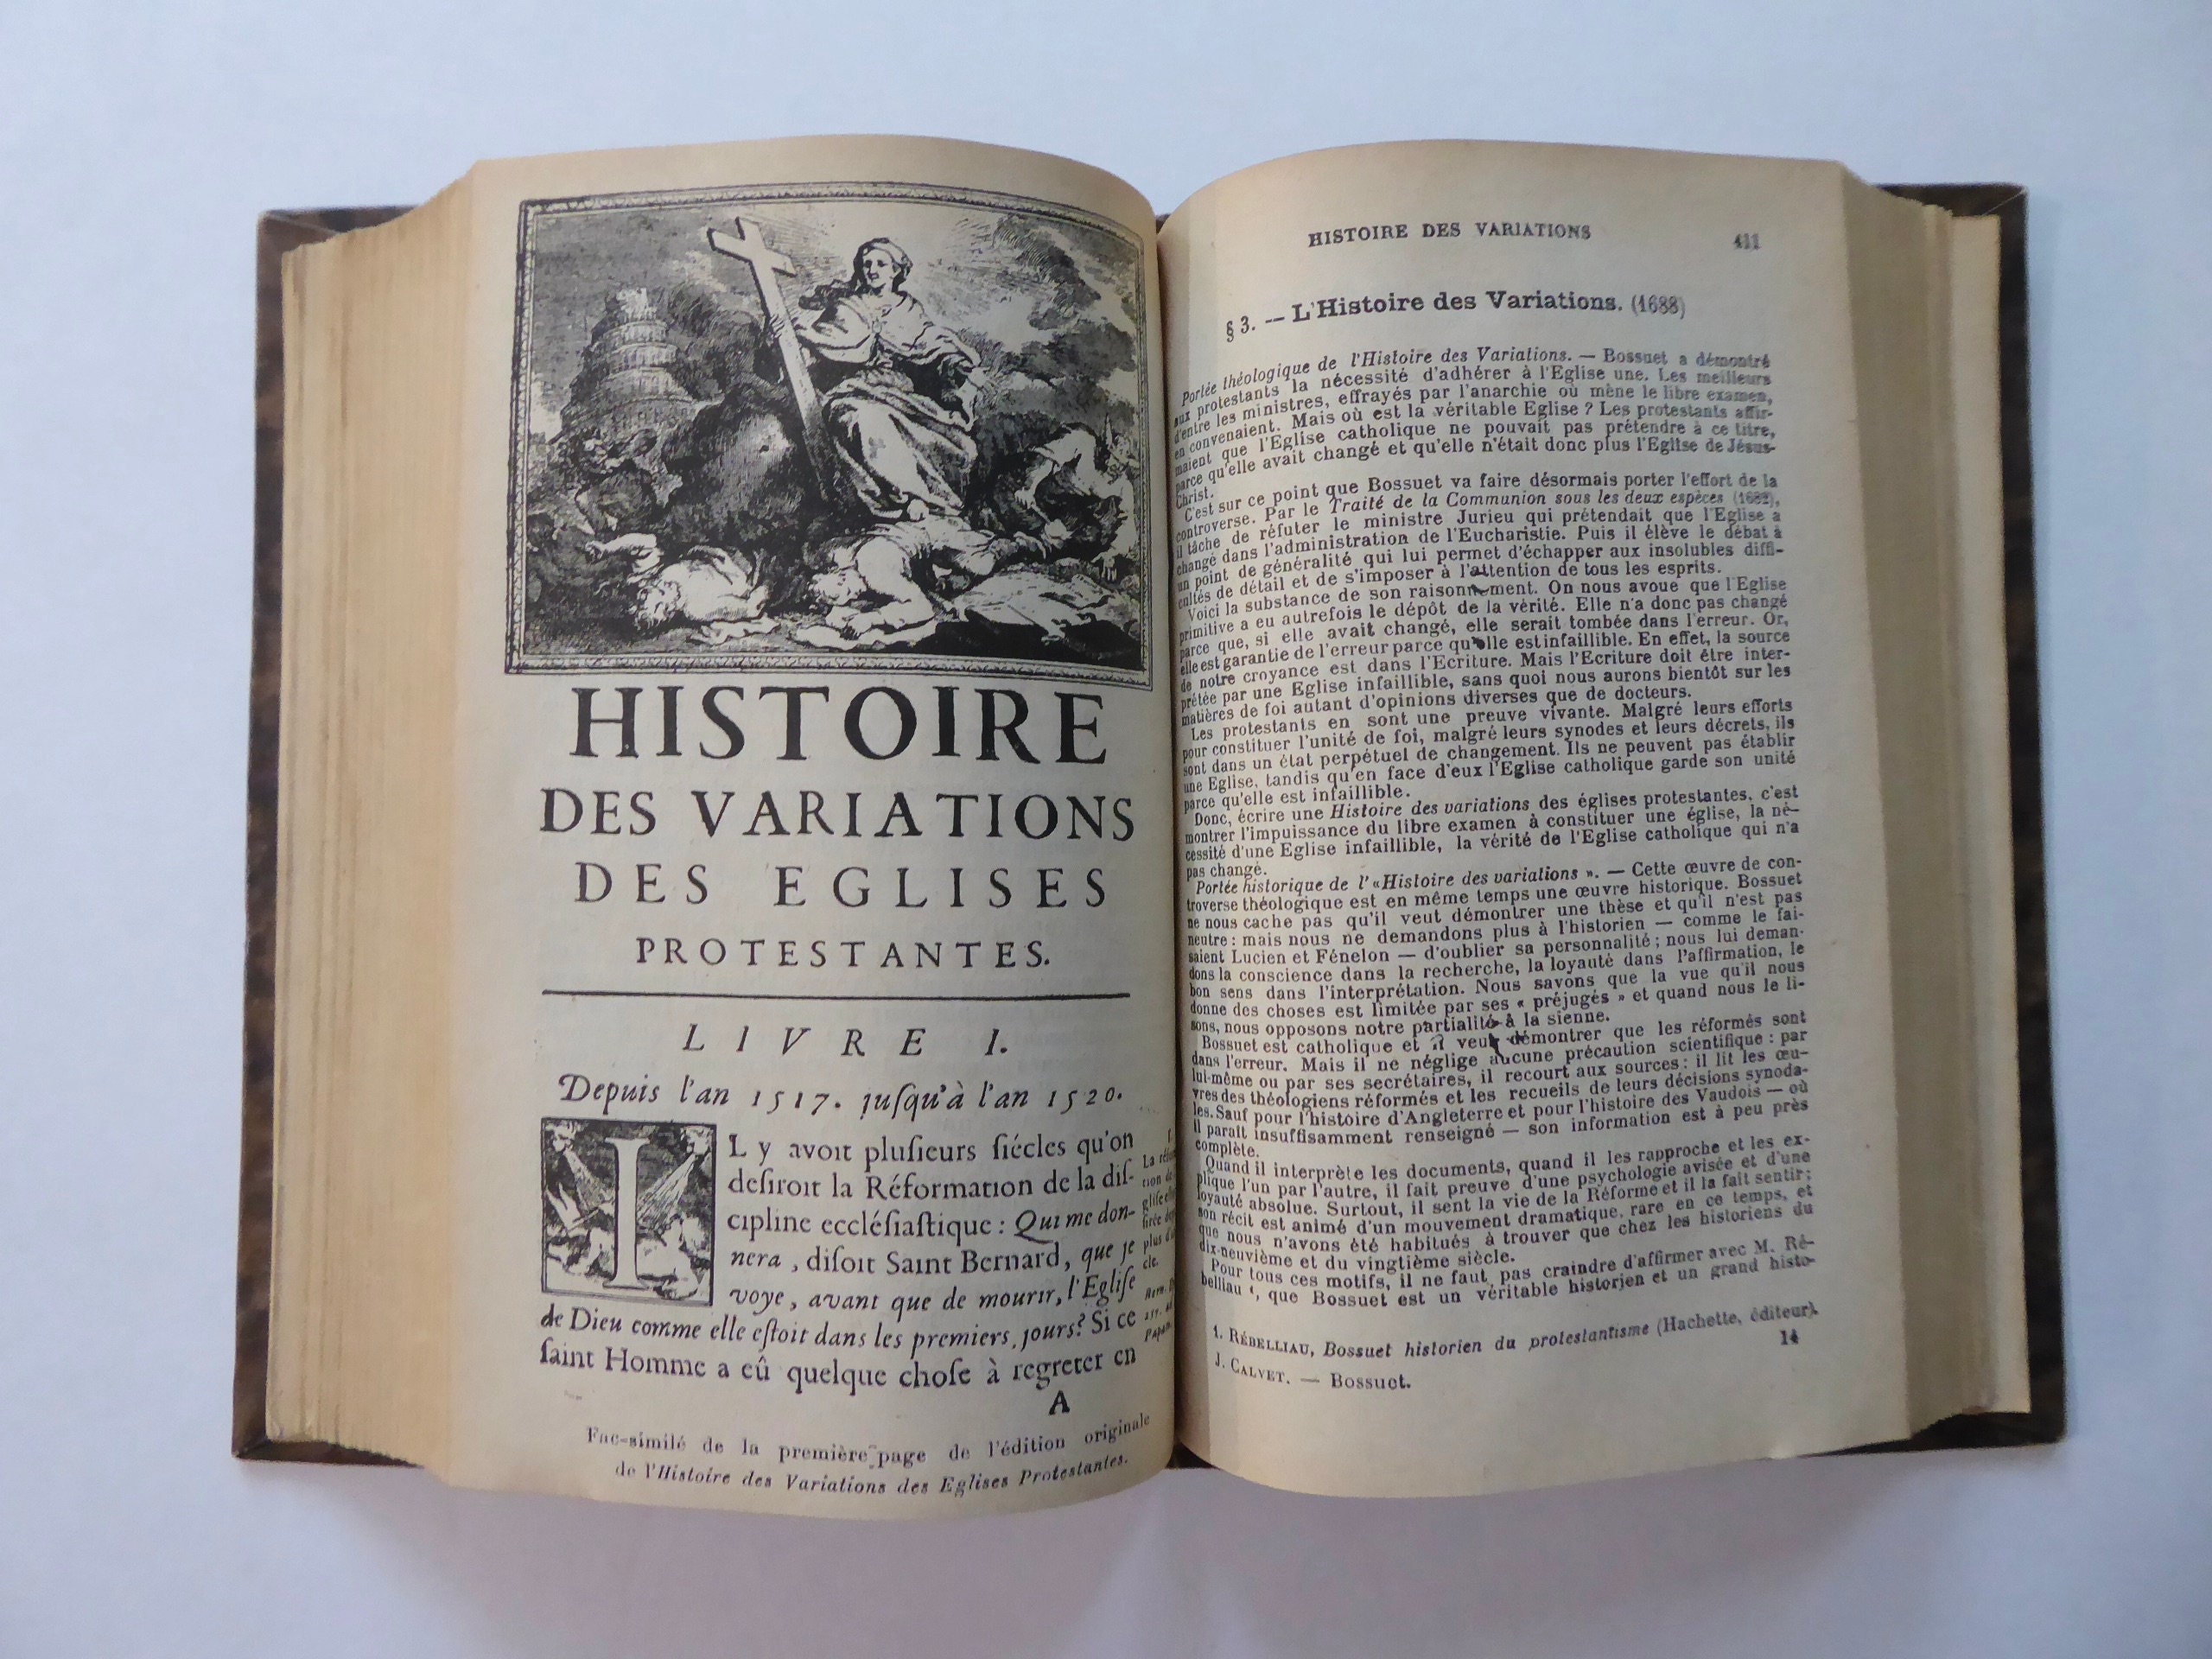 HISTOIRE
DES VARIATIONS
DES EGLISES
PROTESTANTES.
LIVRE I.
Depuis l'an 1517. juſqu'à l'an 1520.
IL y avoit pluſieurs ſiécles qu'on
deſiroit la Réformation de la diſ-
cipline eccléſiaſtique : Qui me don-
nera, diſoit Saint Bernard, que je
voye, avant que de mourir, l'Egliſe
de Dieu comme elle eſtoit dans les premiers jours? Si ce
ſaint Homme a eû quelque choſe à regreter en
A
Fac-similé de la première page de l'édition originale
de l'Histoire des Variations des Eglises Protestantes.
HISTOIRE DES VARIATIONS 411
§ 3. — L'Histoire des Variations. (1688)
Portée théologique de l'Histoire des Variations. — Bossuet a démontré
aux protestants la nécessité d'adhérer à l'Eglise une. Les meilleurs
d'entre les ministres, effrayés par l'anarchie où mène le libre examen,
en convenaient. Mais où est la véritable Eglise ? Les protestants affir-
maient que l'Eglise catholique ne pouvait pas prétendre à ce titre,
parce qu'elle avait changé et qu'elle n'était donc plus l'Eglise de Jésus-
Christ.
C'est sur ce point que Bossuet va faire désormais porter l'effort de la
controverse. Par le Traité de la Communion sous les deux espèces (1682),
il tâche de réfuter le ministre Jurieu qui prétendait que l'Eglise a
changé dans l'administration de l'Eucharistie. Puis il élève le débat à
un point de généralité qui lui permet d'échapper aux insolubles diffi-
cultés de détail et de s'imposer à l'attention de tous les esprits.
Voici la substance de son raisonnement. On nous avoue que l'Eglise
primitive a eu autrefois le dépôt de la vérité. Elle n'a donc pas changé
parce que, si elle avait changé, elle serait tombée dans l'erreur. Or,
elle est garantie de l'erreur parce qu'elle est infaillible. En effet, la source
de notre croyance est dans l'Ecriture. Mais l'Ecriture doit être inter-
prétée par une Eglise infaillible, sans quoi nous aurons bientôt sur les
matières de foi autant d'opinions diverses que de docteurs.
Les protestants en sont une preuve vivante. Malgré leurs efforts
pour constituer l'unité de foi, malgré leurs synodes et leurs décrets, ils
sont dans un état perpétuel de changement. Ils ne peuvent pas établir
une Eglise, tandis qu'en face d'eux l'Eglise catholique garde son unité
parce qu'elle est infaillible.
Donc, écrire une Histoire des variations des églises protestantes, c'est
montrer l'impuissance du libre examen à constituer une église, la né-
cessité d'une Eglise infaillible, la vérité de l'Eglise catholique qui n'a
pas changé.
Portée historique de l'«Histoire des variations ». — Cette œuvre de con-
troverse théologique est en même temps une œuvre historique. Bossuet
ne nous cache pas qu'il veut démontrer une thèse et qu'il n'est pas
neutre : mais nous ne demandons plus à l'historien — comme le fai-
saient Lucien et Fénelon — d'oublier sa personnalité ; nous lui deman-
dons la conscience dans la recherche, la loyauté dans l'affirmation, le
bon sens dans l'interprétation. Nous savons que la vue qu'il nous
donne des choses est limitée par ses « préjugés » et quand nous le li-
sons, nous opposons notre partialité à la sienne.
Bossuet est catholique et il veut démontrer que les réformés sont
dans l'erreur. Mais il ne néglige aucune précaution scientifique : par
lui-même ou par ses secrétaires, il recourt aux sources : il lit les œu-
vres des théologiens réformés et les recueils de leurs décisions synoda-
les. Sauf pour l'histoire d'Angleterre et pour l'histoire des Vaudois — où
il paraît insuffisamment renseigné — son information est à peu près
complète.
Quand il interprète les documents, quand il les rapproche et les ex-
plique l'un par l'autre, il fait preuve d'une psychologie avisée et d'une
loyauté absolue. Surtout, il sent la vie de la Réforme et il la fait sentir ;
son récit est animé d'un mouvement dramatique, rare en ce temps, et
que nous n'avons été habitués à trouver que chez les historiens du
dix-neuvième et du vingtième siècle.
Pour tous ces motifs, il ne faut pas craindre d'affirmer avec M. Ré-
belliau ¹, que Bossuet est un véritable historien et un grand histo-
1. RÉBELLIAU, Bossuet historien du protestantisme (Hachette, éditeur).
J. CALVET. — Bossuet. 14